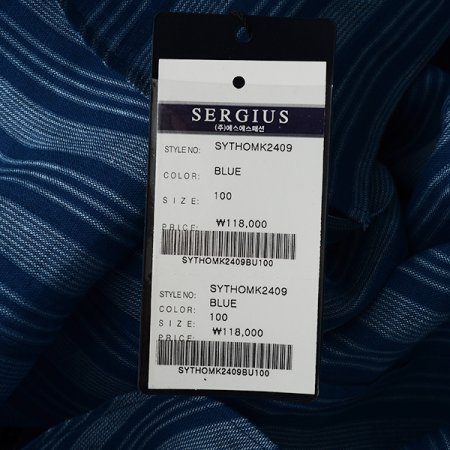 SERGIUS
(주)에스에스패션
STYLE NO: SYTHOMK2409
COLOR: BLUE
SIZE: 100
PRICE: ₩118,000
SYTHOMK2409BU100
STYLE NO: SYTHOMK2409
COLOR: BLUE
SIZE: 100
PRICE: ₩118,000
SYTHOMK2409BU100